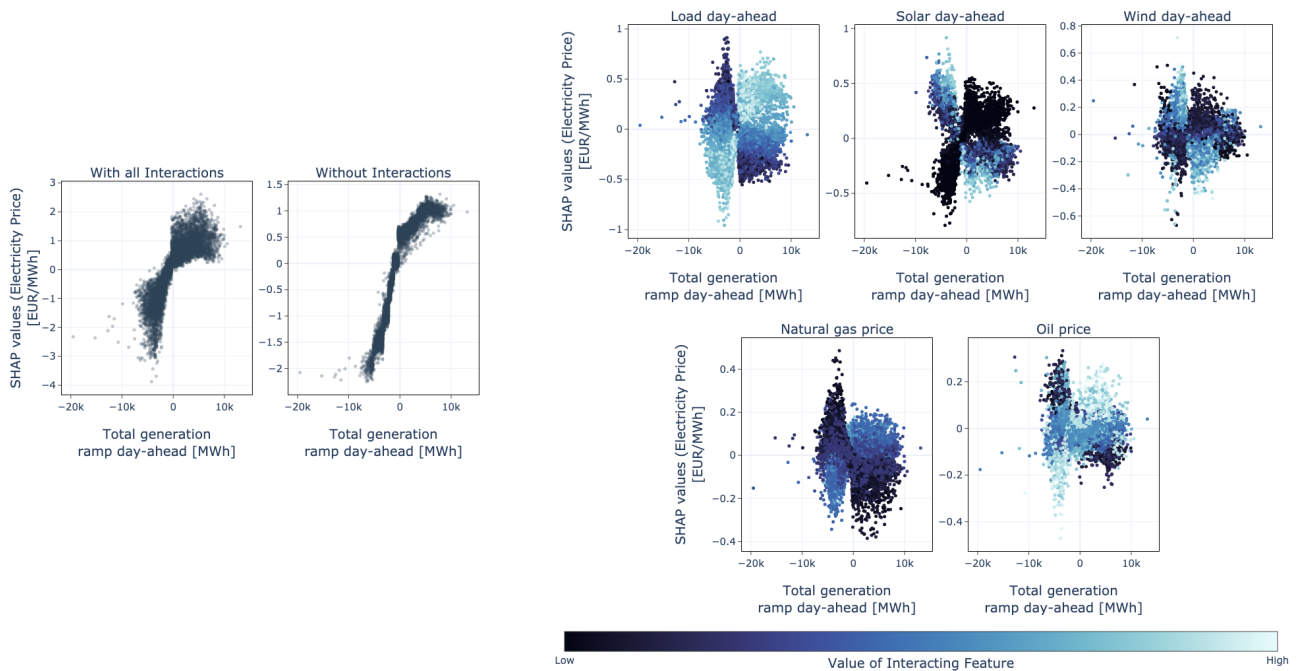 With all Interactions
SHAP values (Electricity Price)
[EUR/MWh]
3
2
1
0
−1
−2
−3
−4
−20k −10k 0 10k
Total generation
ramp day-ahead [MWh]
Without Interactions
1.5
1
0.5
0
−0.5
−1
−1.5
−2
−20k −10k 0 10k
Total generation
ramp day-ahead [MWh]
Load day-ahead
SHAP values (Electricity Price)
[EUR/MWh]
1
0.5
0
−0.5
−1
−20k −10k 0 10k
Total generation
ramp day-ahead [MWh]
Solar day-ahead
1
0.5
0
−0.5
−20k −10k 0 10k
Total generation
ramp day-ahead [MWh]
Wind day-ahead
0.8
0.6
0.4
0.2
0
−0.2
−0.4
−0.6
−20k −10k 0 10k
Total generation
ramp day-ahead [MWh]
Natural gas price
SHAP values (Electricity Price)
[EUR/MWh]
0.4
0.2
0
−0.2
−0.4
−20k −10k 0 10k
Total generation
ramp day-ahead [MWh]
Oil price
0.2
0
−0.2
−0.4
−20k −10k 0 10k
Total generation
ramp day-ahead [MWh]
Low High
Value of Interacting Feature